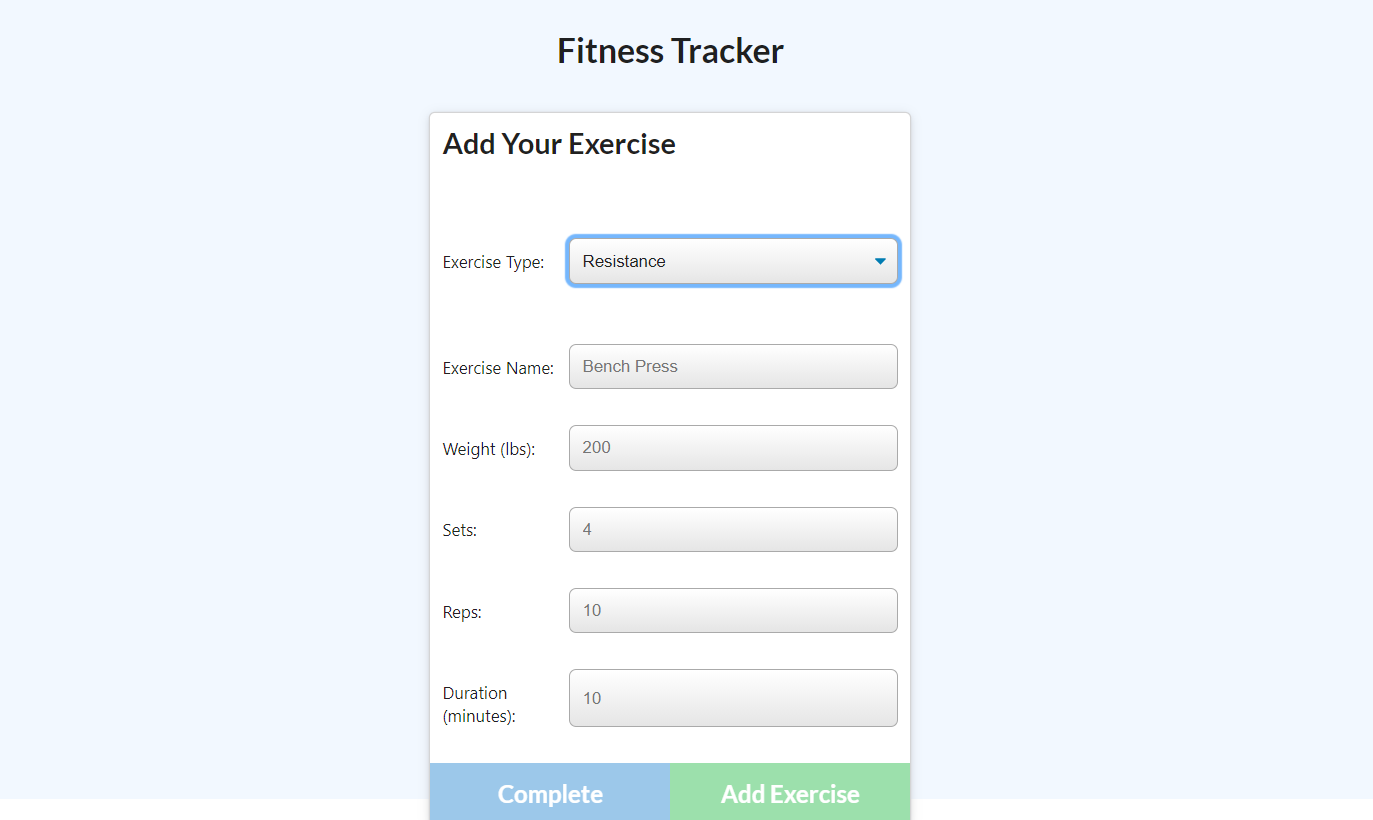 Fitness Tracker
Add Your Exercise
Exercise Type: Resistance
Exercise Name: Bench Press
Weight (lbs): 200
Sets: 4
Reps: 10
Duration
(minutes): 10
Complete Add Exercise